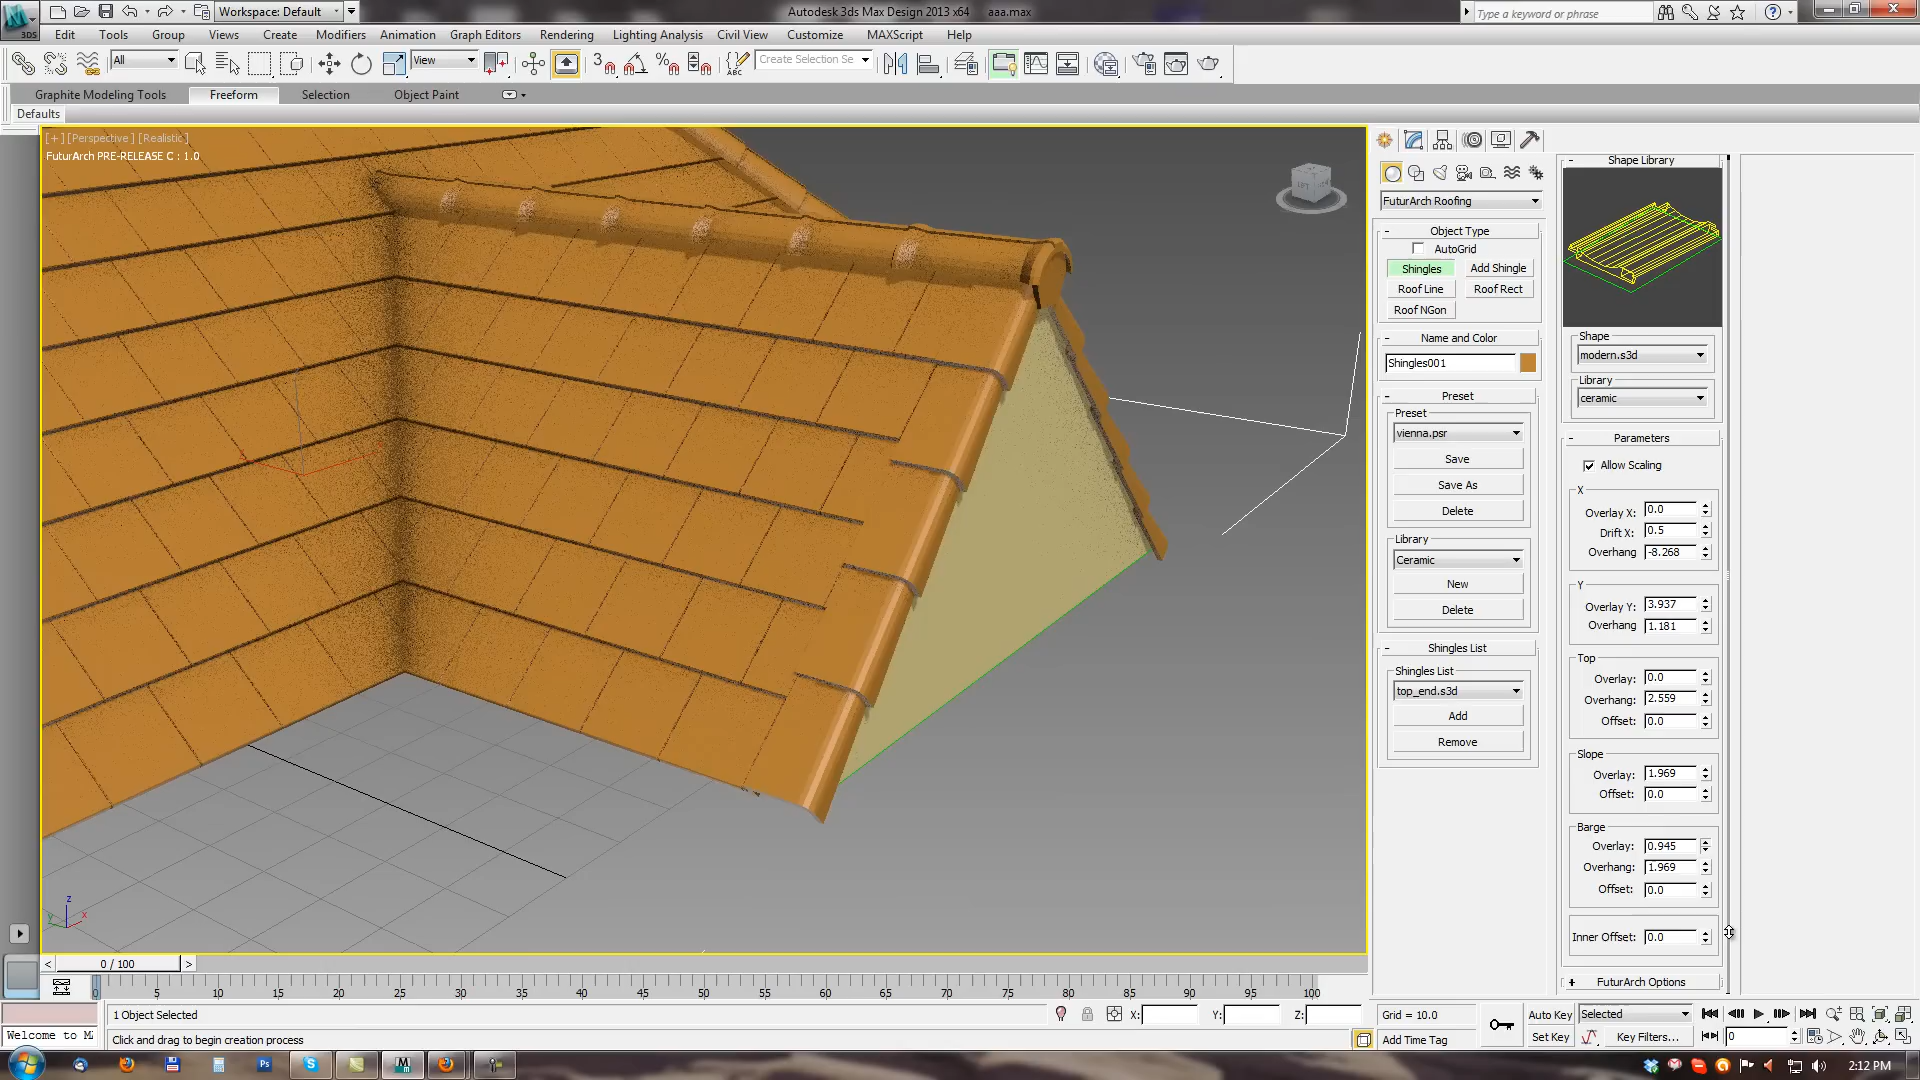 Workspace: Default
Autodesk 3ds Max Design 2013 x64 aaa.max
Type a keyword or phrase
3DS
Edit Tools Group Views Create Modifiers Animation Graph Editors Rendering Lighting Analysis Civil View Customize MAXScript Help
All
View
3
ABC
Create Selection Se
Graphite Modeling Tools Freeform Selection Object Paint
Defaults
[ + ] [Perspective ] [Realistic ]
FuturArch PRE-RELEASE C : 1.0
FuturArch Roofing
- Object Type
AutoGrid
Shingles Add Shingle
Roof Line Roof Rect
Roof NGon
- Name and Color
Shingles001
- Preset
Preset
vienna.psr
Save
Save As
Delete
Library
Ceramic
New
Delete
- Shingles List
Shingles List
top_end.s3d
Add
Remove
- Shape Library
Shape
modern.s3d
Library
ceramic
- Parameters
Allow Scaling
X
Overlay X: 0.0
Drift X: 0.5
Overhang -8.268
Y
Overlay Y: 3.937
Overhang 1.181
Top
Overlay: 0.0
Overhang: 2.559
Offset: 0.0
Slope
Overlay: 1.969
Offset: 0.0
Barge
Overlay: 0.945
Overhang: 1.969
Offset: 0.0
Inner Offset: 0.0
+ FuturArch Options
z
y x
< 0 / 100 >
0 5 10 15 20 25 30 35 40 45 50 55 60 65 70 75 80 85 90 95 100
1 Object Selected
X: Y: Z:
Grid = 10.0
Auto Key Selected
Welcome to M
Click and drag to begin creation process
Add Time Tag
Set Key Key Filters...
0
2:12 PM